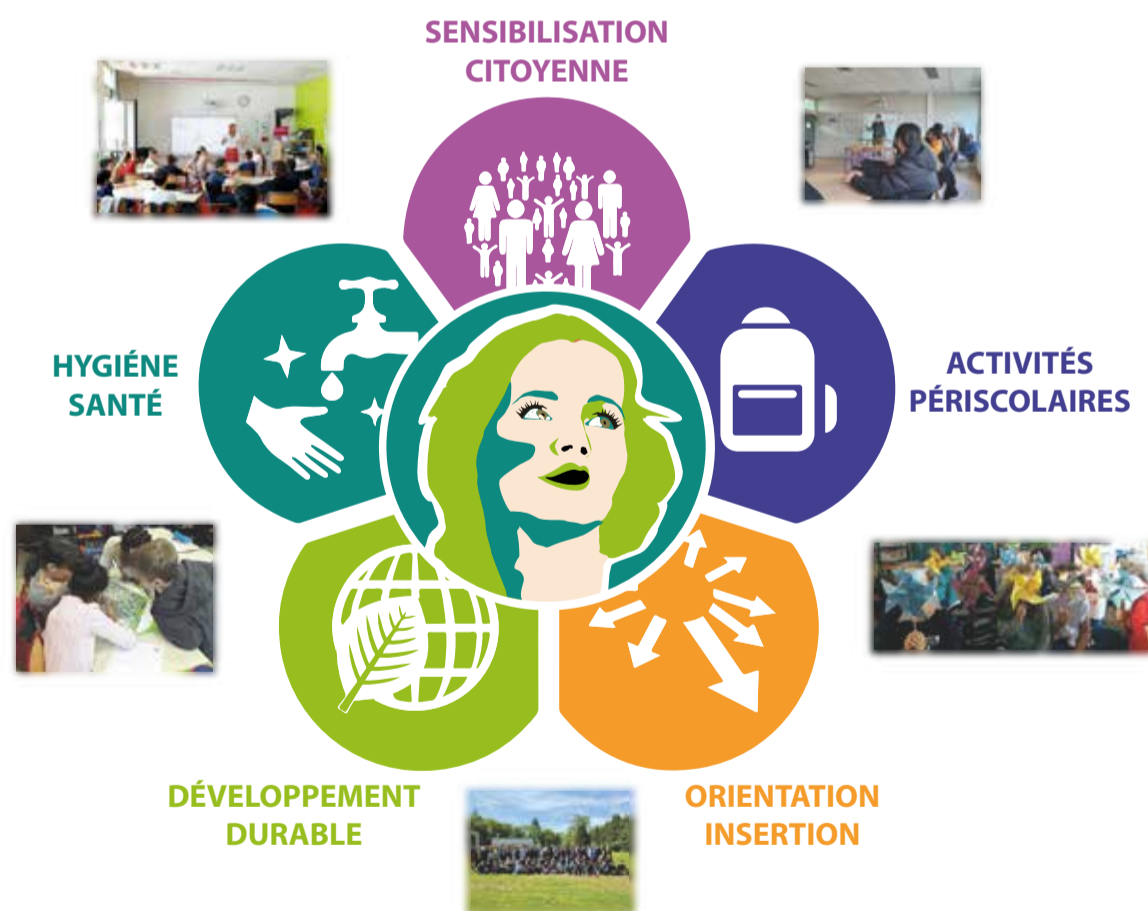 SENSIBILISATION
CITOYENNE
HYGIÉNE
SANTÉ
ACTIVITÉS
PÉRISCOLAIRES
DÉVELOPPEMENT
DURABLE
ORIENTATION
INSERTION